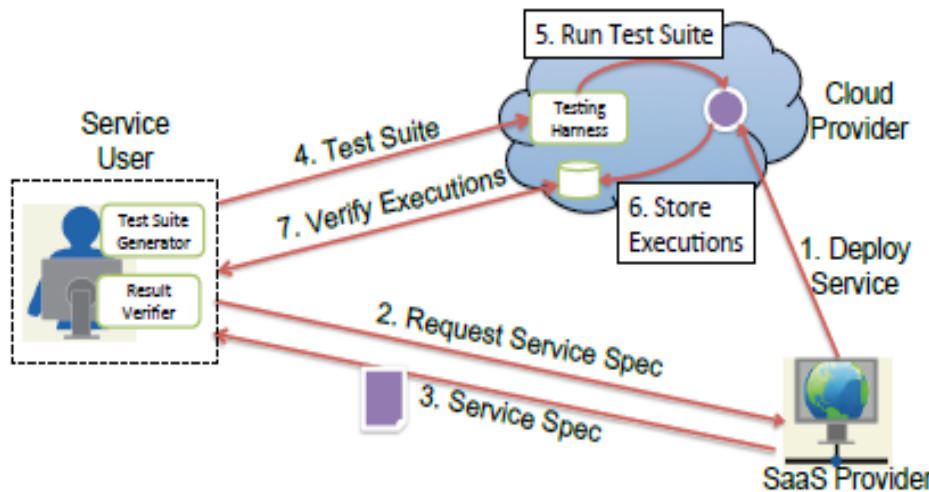 5. Run Test Suite
Cloud
Provider
Testing
Harness
Service
User
4. Test Suite
7. Verify Executions
6. Store
Executions
Test Suite
Generator
Result
Verifier
1. Deploy
Service
2. Request Service Spec
3. Service Spec
SaaS Provider